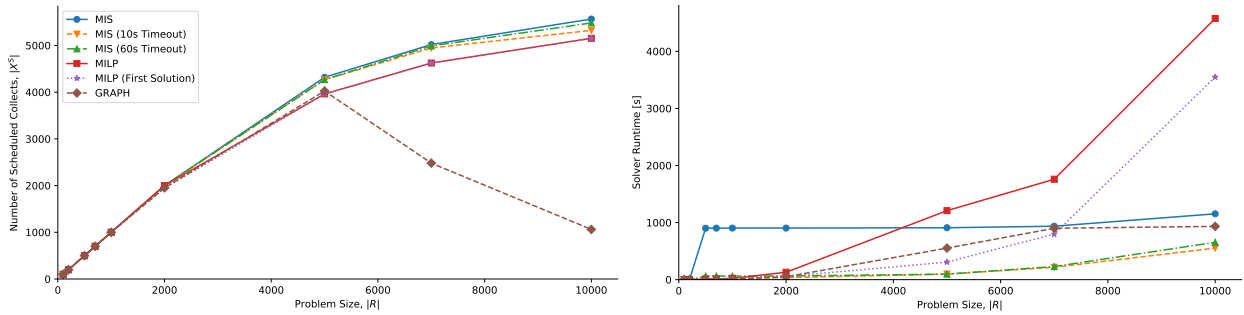 MIS
MIS (10s Timeout)
MIS (60s Timeout)
MILP
MILP (First Solution)
GRAPH
Number of Scheduled Collects, |X^S|
5000
4000
3000
2000
1000
0
0 2000 4000 6000 8000 10000
Problem Size, |R|
Solver Runtime [s]
4000
3000
2000
1000
0
0 2000 4000 6000 8000 10000
Problem Size, |R|